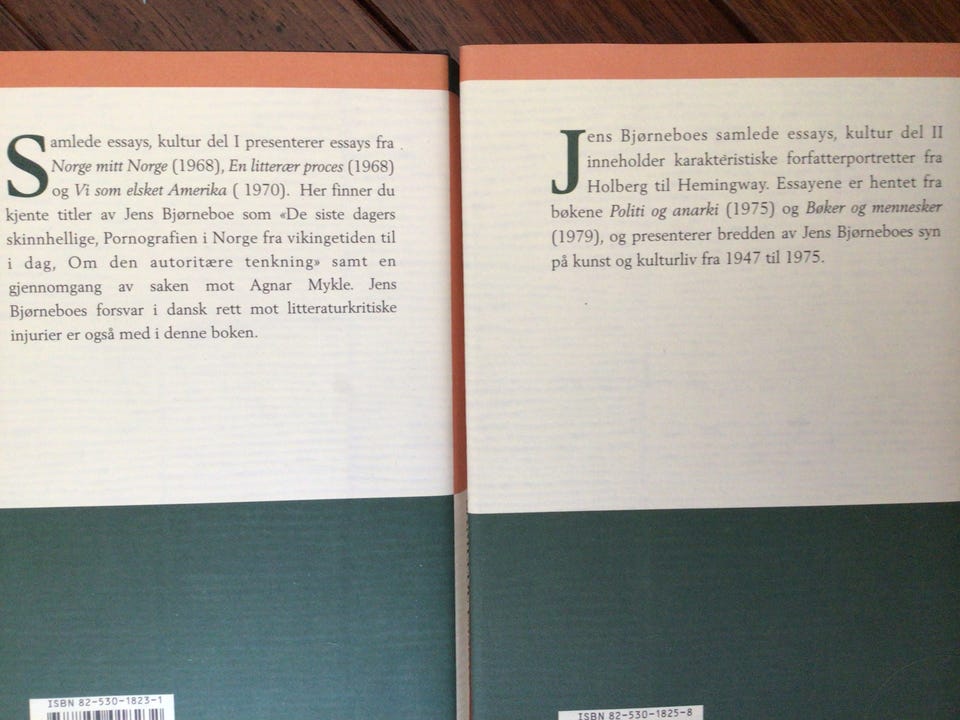 Samlede essays, kultur del I presenterer essays fra
Norge mitt Norge (1968), En litterær proces (1968)
og Vi som elsket Amerika ( 1970). Her finner du
kjente titler av Jens Bjørneboe som «De siste dagers
skinnhellige, Pornografien i Norge fra vikingetiden til
i dag, Om den autoritære tenkning» samt en
gjennomgang av saken mot Agnar Mykle. Jens
Bjørneboes forsvar i dansk rett mot litteraturkritiske
injurier er også med i denne boken.
ISBN 82-530-1823-1
Jens Bjørneboes samlede essays, kultur del II
inneholder karaktéristiske forfatterportretter fra
Holberg til Hemingway. Essayene er hentet fra
bøkene Politi og anarki (1975) og Bøker og mennesker
(1979), og presenterer bredden av Jens Bjørneboes syn
på kunst og kulturliv fra 1947 til 1975.
ISBN 82-530-1825-8